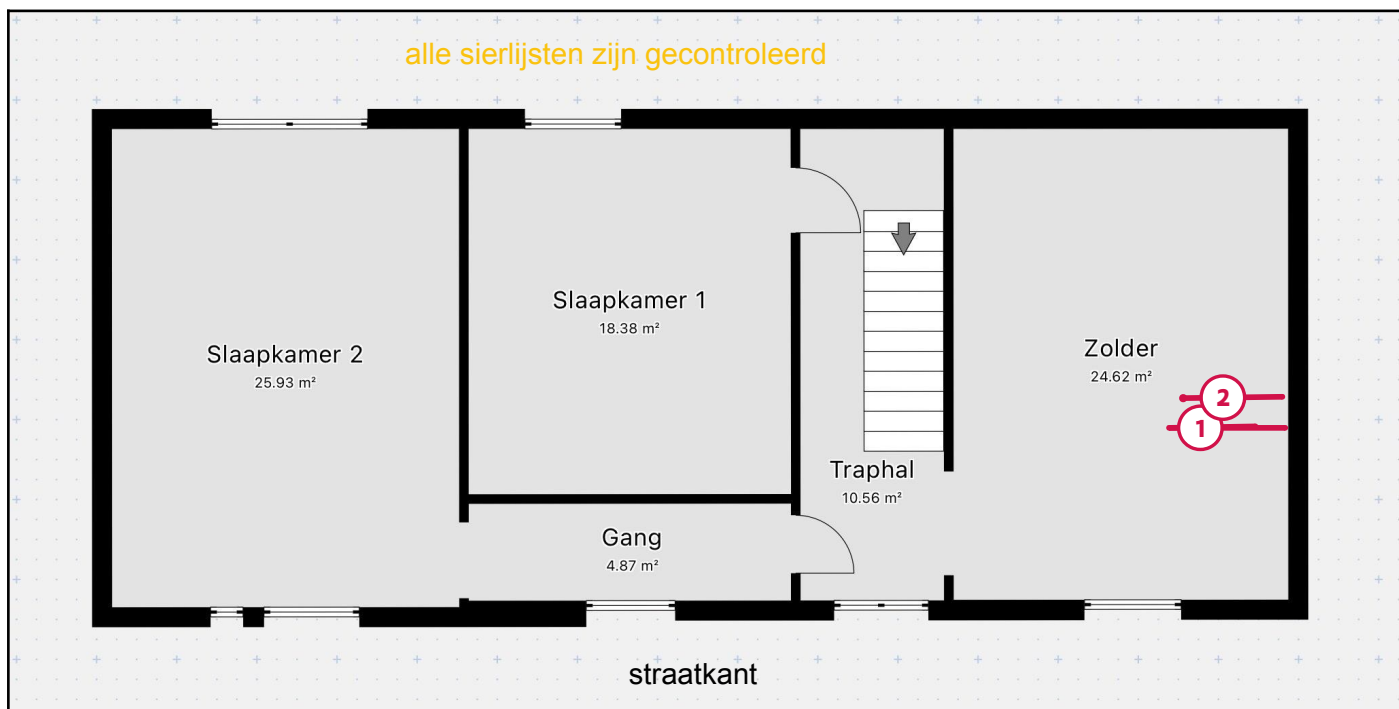 alle sierlijsten zijn gecontroleerd
Slaapkamer 1
18.38 m²
Slaapkamer 2
25.93 m²
Zolder
24.62 m²
2
1
Traphal
10.56 m²
Gang
4.87 m²
straatkant